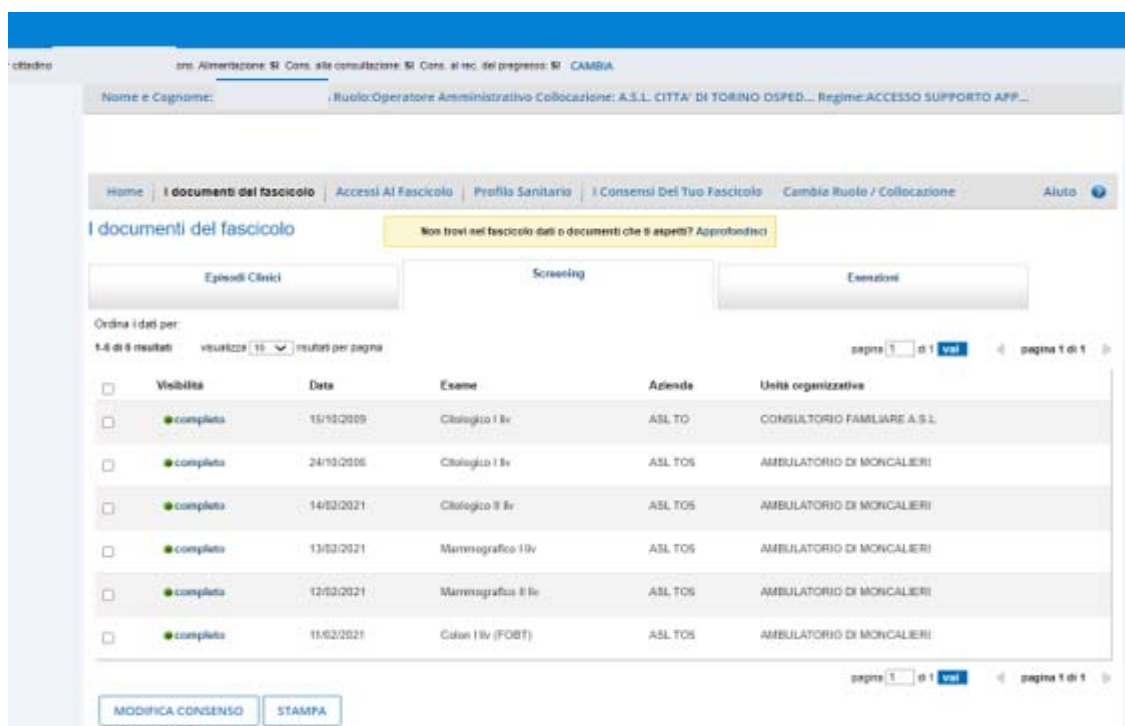 cittadino Alimentazione: SI Cons. alla consultazione: SI Cons. al rec. del pregresso: SI CAMBIA
Nome e Cognome: Ruolo:Operatore Amministrativo Collocazione: A.S.L. CITTA' DI TORINO OSPED... Regime:ACCESSO SUPPORTO APP...
Home I documenti del fascicolo Accessi Al Fascicolo Profilo Sanitario I Consensi Del Tuo Fascicolo Cambia Ruolo / Collocazione Aiuto ?
I documenti del fascicolo
Non trovi nel fascicolo dati o documenti che ti aspetti? Approfondisci
Episodi Clinici Screening Esenzioni
Ordina i dati per:
1-6 di 6 risultati visualizza 10 risultati per pagina pagina 1 di 1 vai pagina 1 di 1
Visibilità Data Esame Azienda Unità organizzativa
completo 15/10/2009 Citologico I liv ASL TO CONSULTORIO FAMILIARE A.S.L.
completo 24/10/2006 Citologico I liv ASL TO5 AMBULATORIO DI MONCALIERI
completo 14/02/2021 Citologico II liv ASL TO5 AMBULATORIO DI MONCALIERI
completo 13/02/2021 Mammografico I liv ASL TO5 AMBULATORIO DI MONCALIERI
completo 12/02/2021 Mammografico II liv ASL TO5 AMBULATORIO DI MONCALIERI
completo 11/02/2021 Colon I liv (FOBT) ASL TO5 AMBULATORIO DI MONCALIERI
pagina 1 di 1 vai pagina 1 di 1
MODIFICA CONSENSO STAMPA